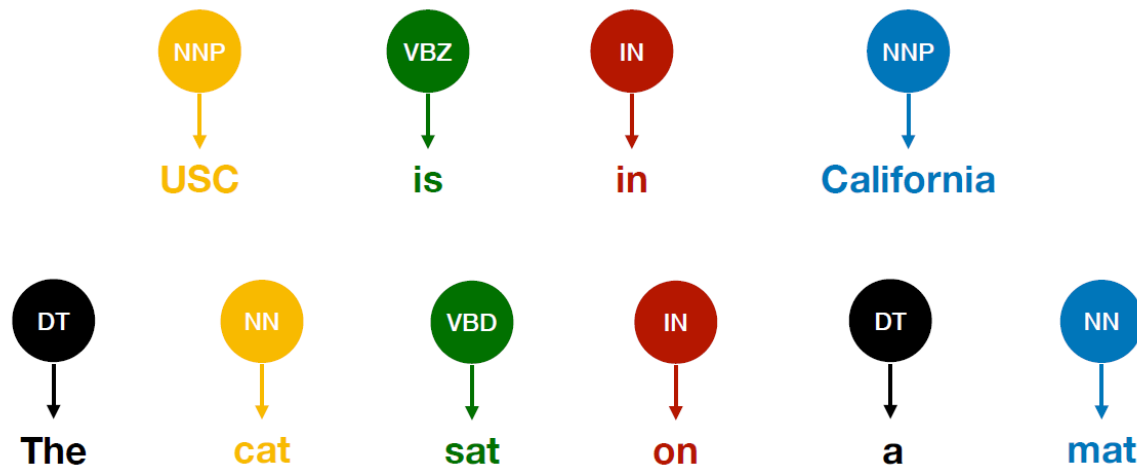 NNP VBZ IN NNP
USC is in California
DT NN VBD IN DT NN
The cat sat on a mat